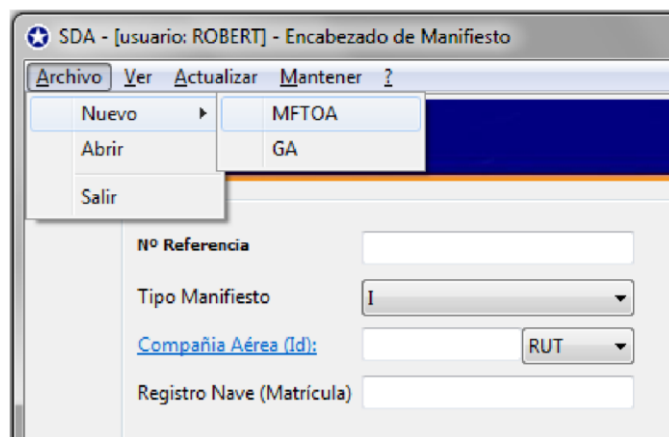 SDA - [usuario: ROBERT] - Encabezado de Manifiesto
Archivo Ver Actualizar Mantener ?
Nuevo MFTOA
Abrir GA
Salir
Nº Referencia
Tipo Manifiesto I
Compañia Aérea (Id): RUT
Registro Nave (Matrícula)